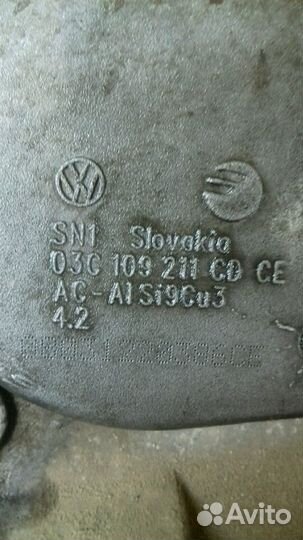 SN1 Slovakia
03C 109 211 CD CE
AC-AlSi9Cu3
4.2
Avito